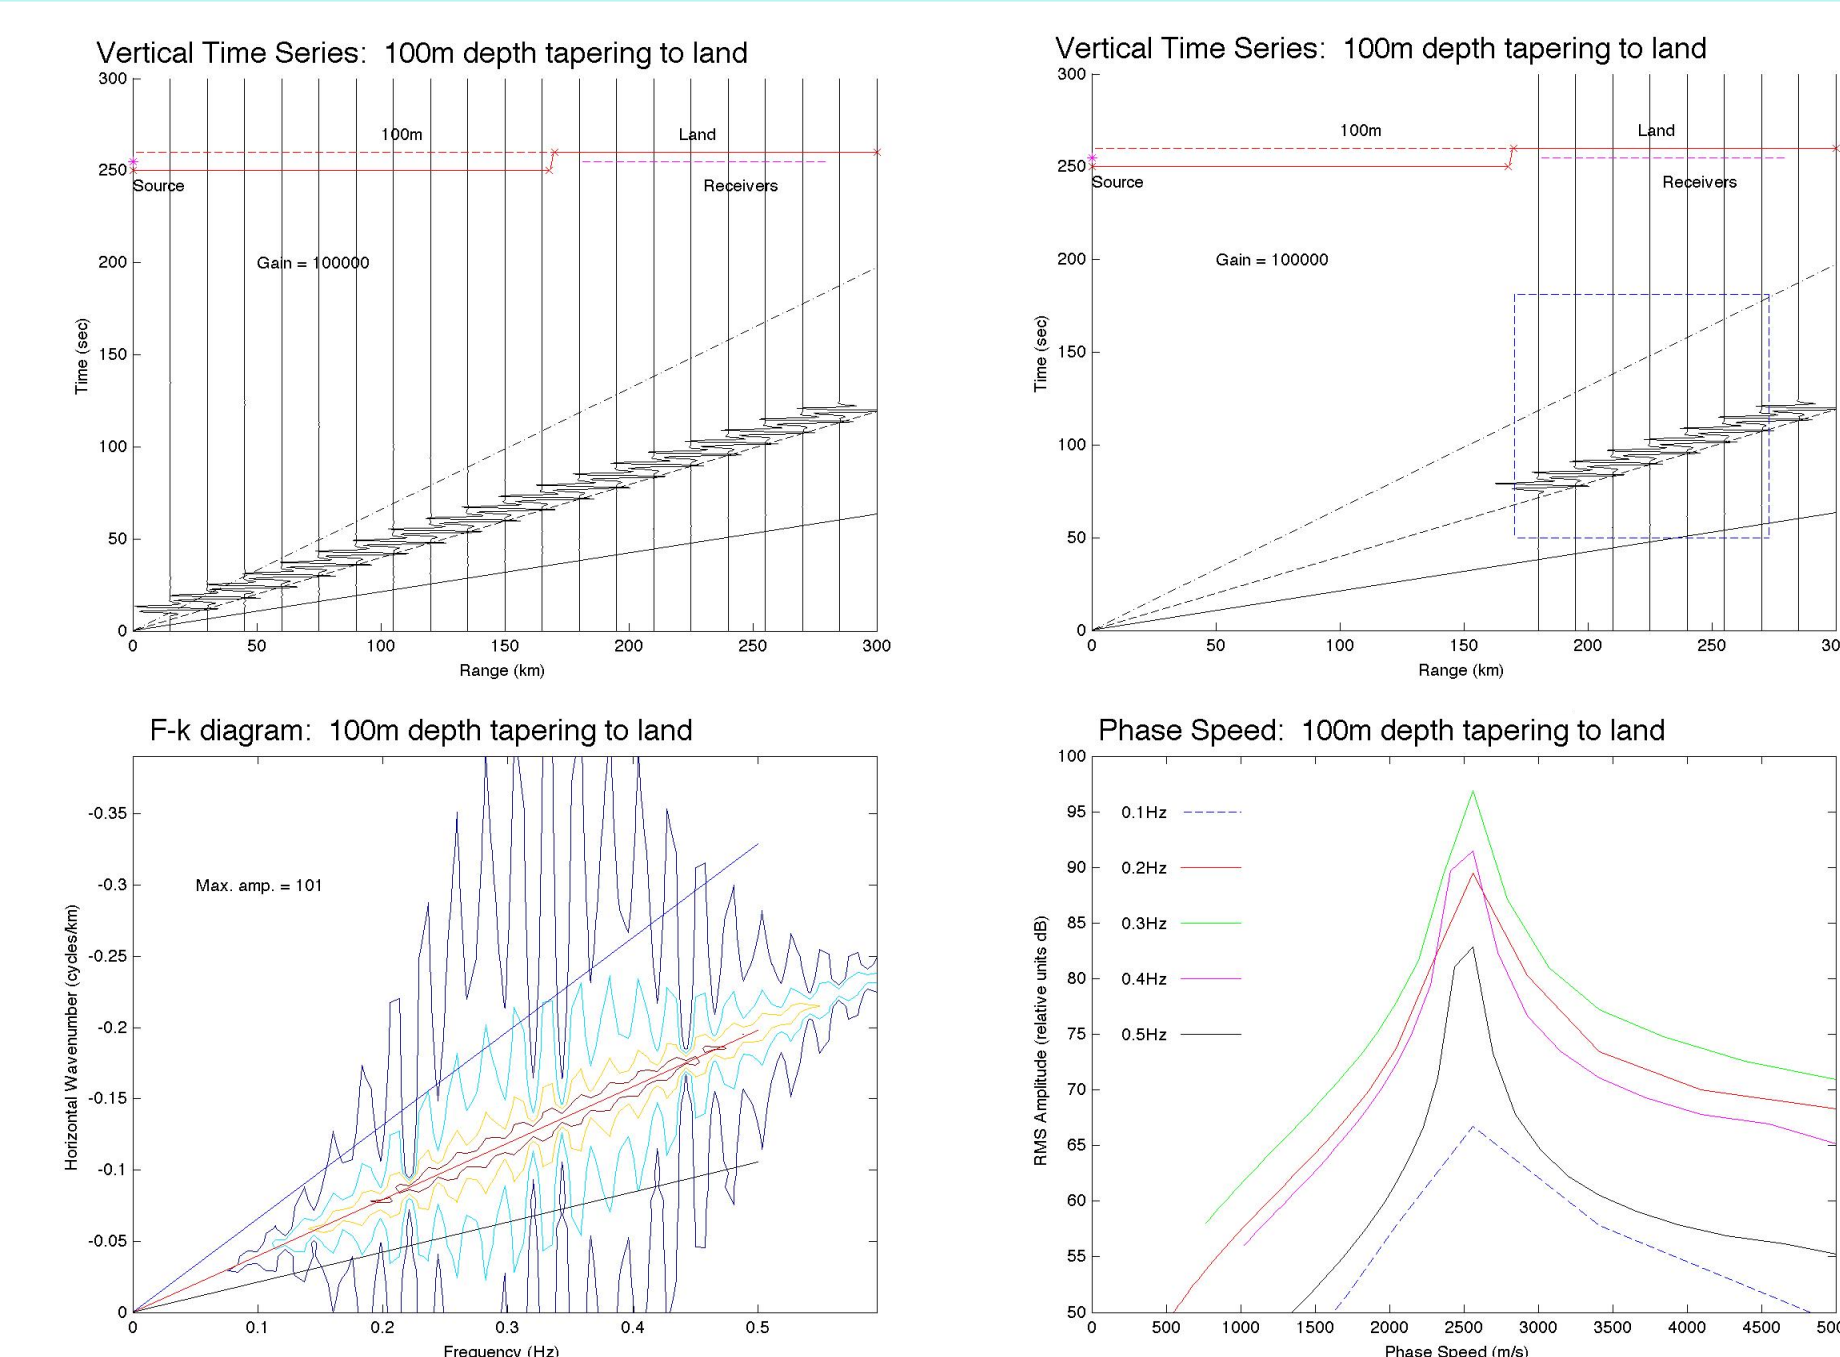 Vertical Time Series:  100m depth tapering to land
300
250
200
150
100
50
0
Time (sec)
100m
Land
Source
Receivers
Gain = 100000
0
50
100
150
200
250
300
Range (km)
Vertical Time Series:  100m depth tapering to land
300
250
200
150
100
50
0
Time (sec)
100m
Land
Source
Receivers
Gain = 100000
0
50
100
150
200
250
30
Range (km)
F-k diagram:  100m depth tapering to land
-0.35
-0.3
-0.25
-0.2
-0.15
-0.1
-0.05
0
Horizontal Wavenumber (cycles/km)
Max. amp. = 101
0
0.1
0.2
0.3
0.4
0.5
Frequency (Hz)
Phase Speed:  100m depth tapering to land
100
95
90
85
80
75
70
65
60
55
50
RMS Amplitude (relative units dB)
0.1Hz
0.2Hz
0.3Hz
0.4Hz
0.5Hz
0
500
1000
1500
2000
2500
3000
3500
4000
4500
500
Phase Speed (m/s)